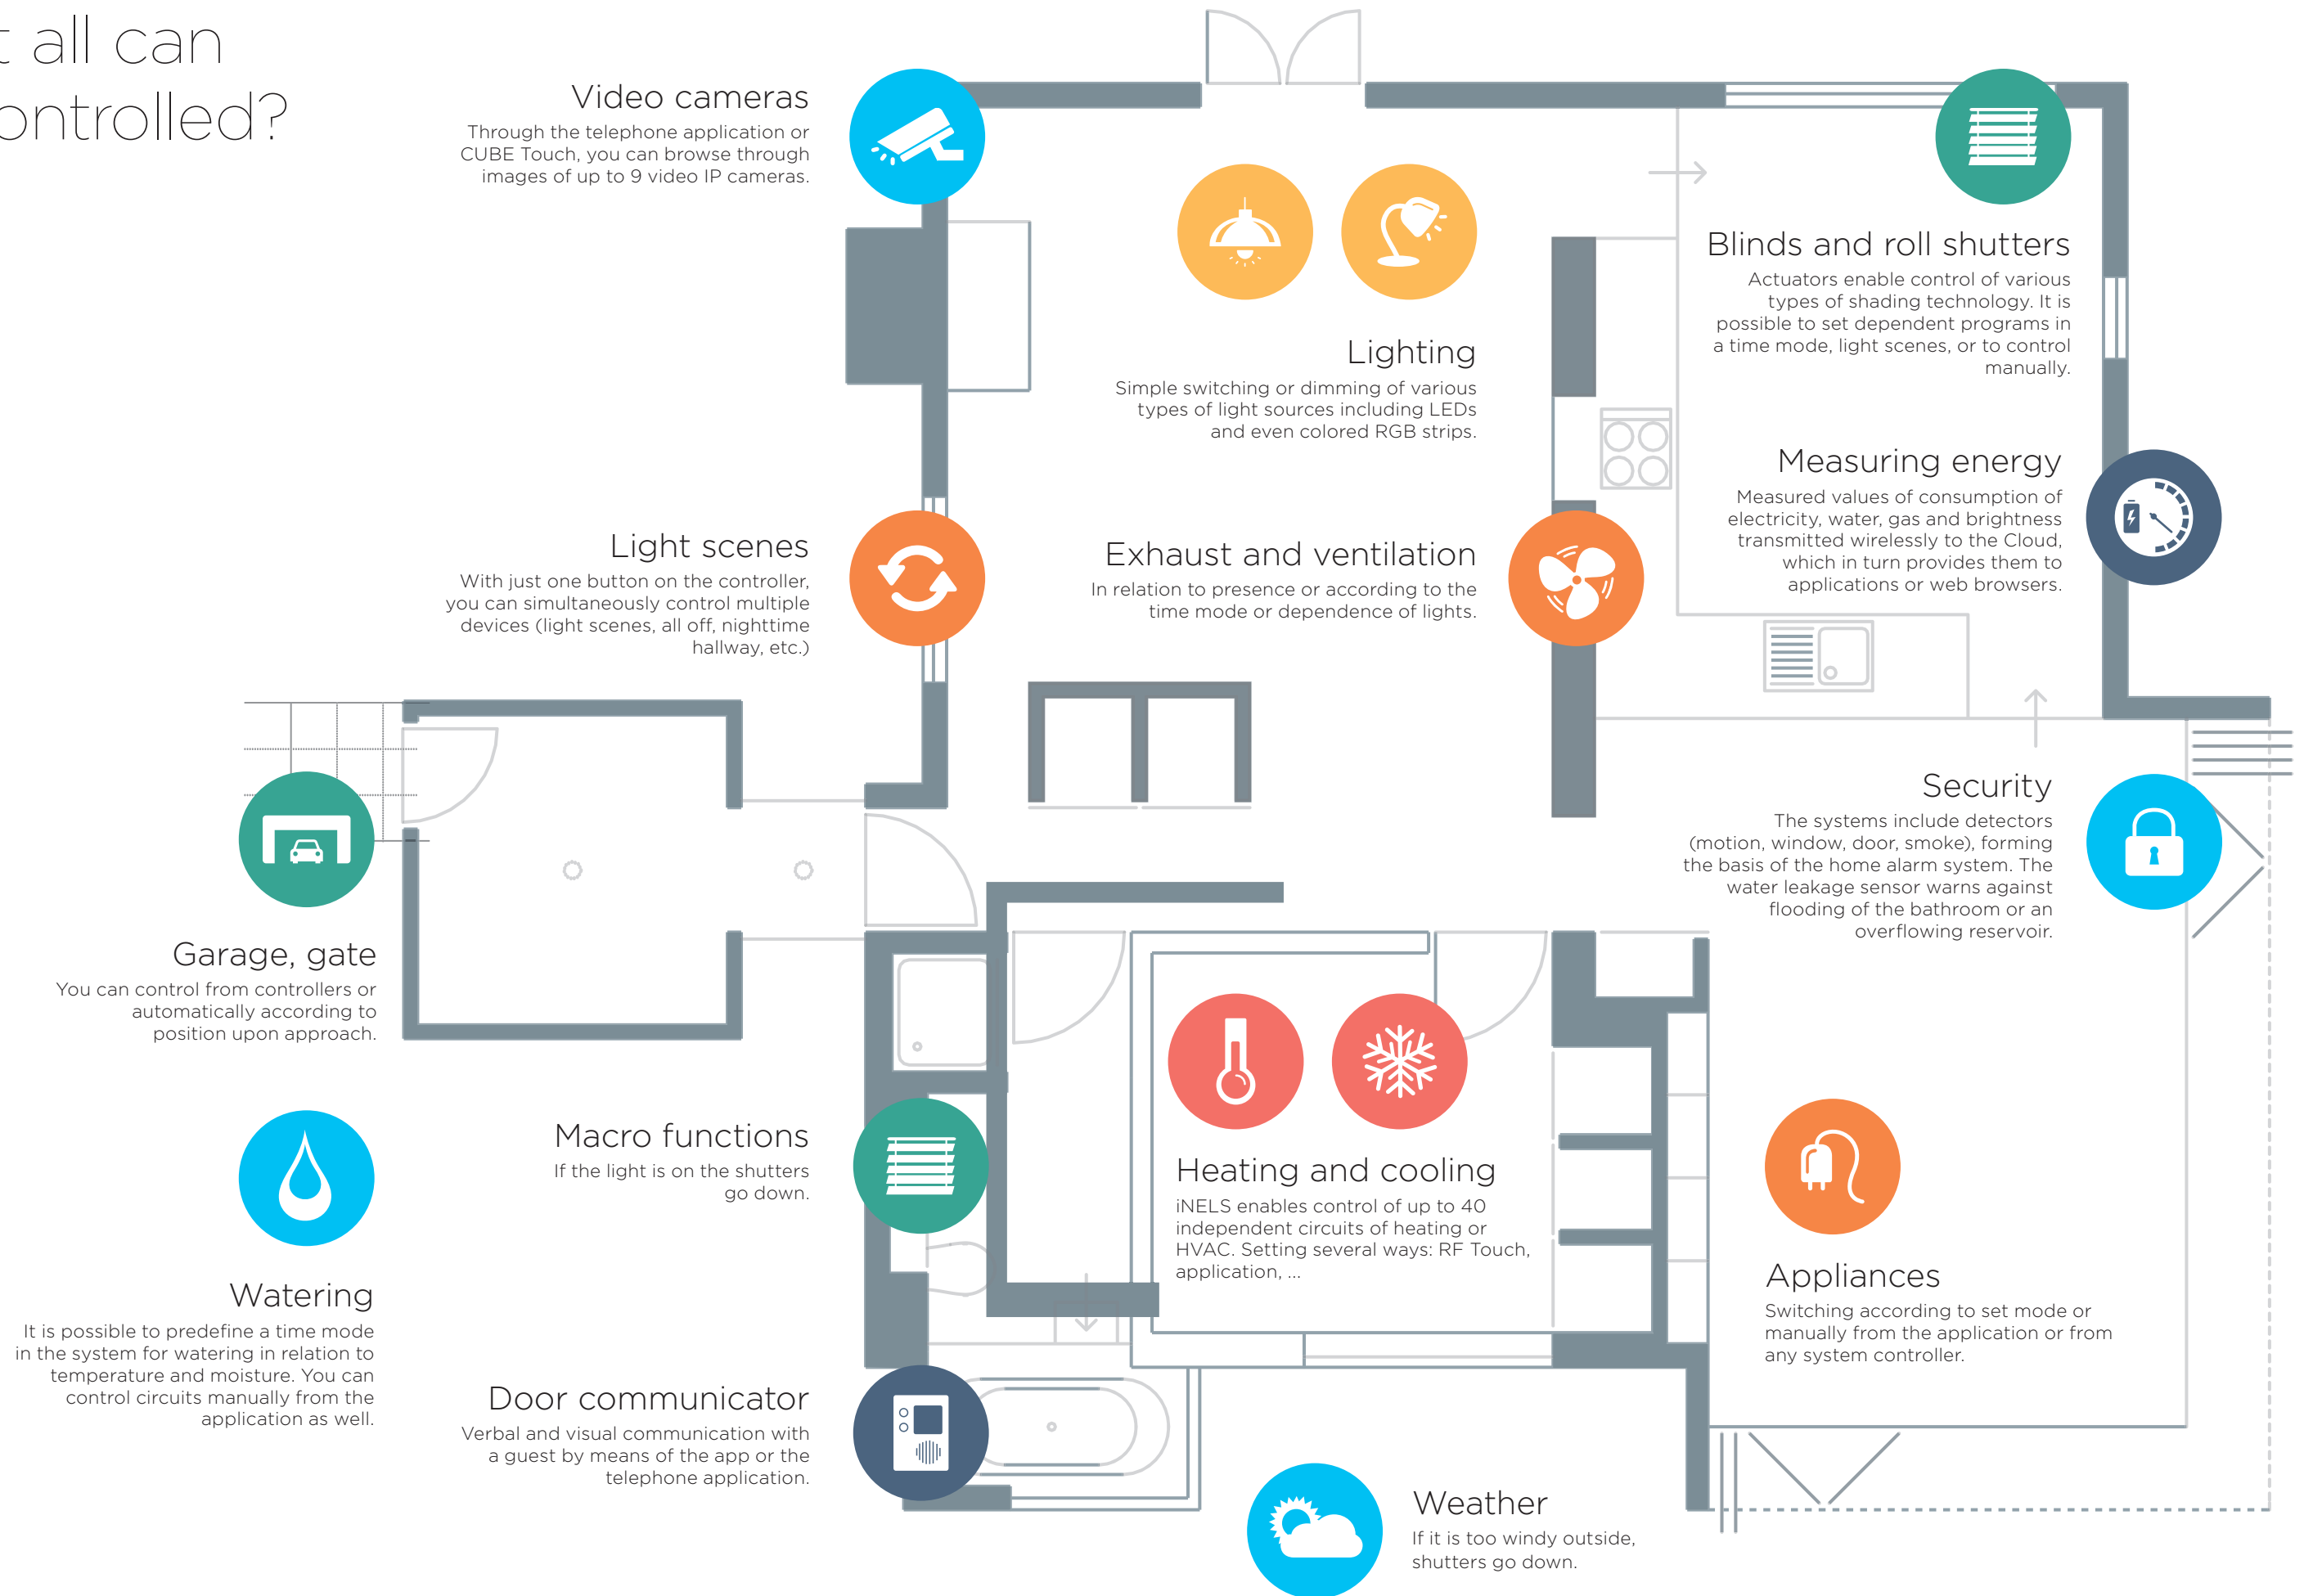 t all can
ontrolled?
Video cameras
Through the telephone application or
CUBE Touch, you can browse through
images of up to 9 video IP cameras.
Lighting
Simple switching or dimming of various
types of light sources including LEDs
and even colored RGB strips.
Blinds and roll shutters
Actuators enable control of various
types of shading technology. It is
possible to set dependent programs in
a time mode, light scenes, or to control
manually.
Light scenes
With just one button on the controller,
you can simultaneously control multiple
devices (light scenes, all off, nighttime
hallway, etc.)
Exhaust and ventilation
In relation to presence or according to the
time mode or dependence of lights.
Measuring energy
Measured values of consumption of
electricity, water, gas and brightness
transmitted wirelessly to the Cloud,
which in turn provides them to
applications or web browsers.
Garage, gate
You can control from controllers or
automatically according to
position upon approach.
Security
The systems include detectors
(motion, window, door, smoke), forming
the basis of the home alarm system. The
water leakage sensor warns against
flooding of the bathroom or an
overflowing reservoir.
Watering
It is possible to predefine a time mode
in the system for watering in relation to
temperature and moisture. You can
control circuits manually from the
application as well.
Macro functions
If the light is on the shutters
go down.
Heating and cooling
iNELS enables control of up to 40
independent circuits of heating or
HVAC. Setting several ways: RF Touch,
application, ...
Appliances
Switching according to set mode or
manually from the application or from
any system controller.
Door communicator
Verbal and visual communication with
a guest by means of the app or the
telephone application.
Weather
If it is too windy outside,
shutters go down.